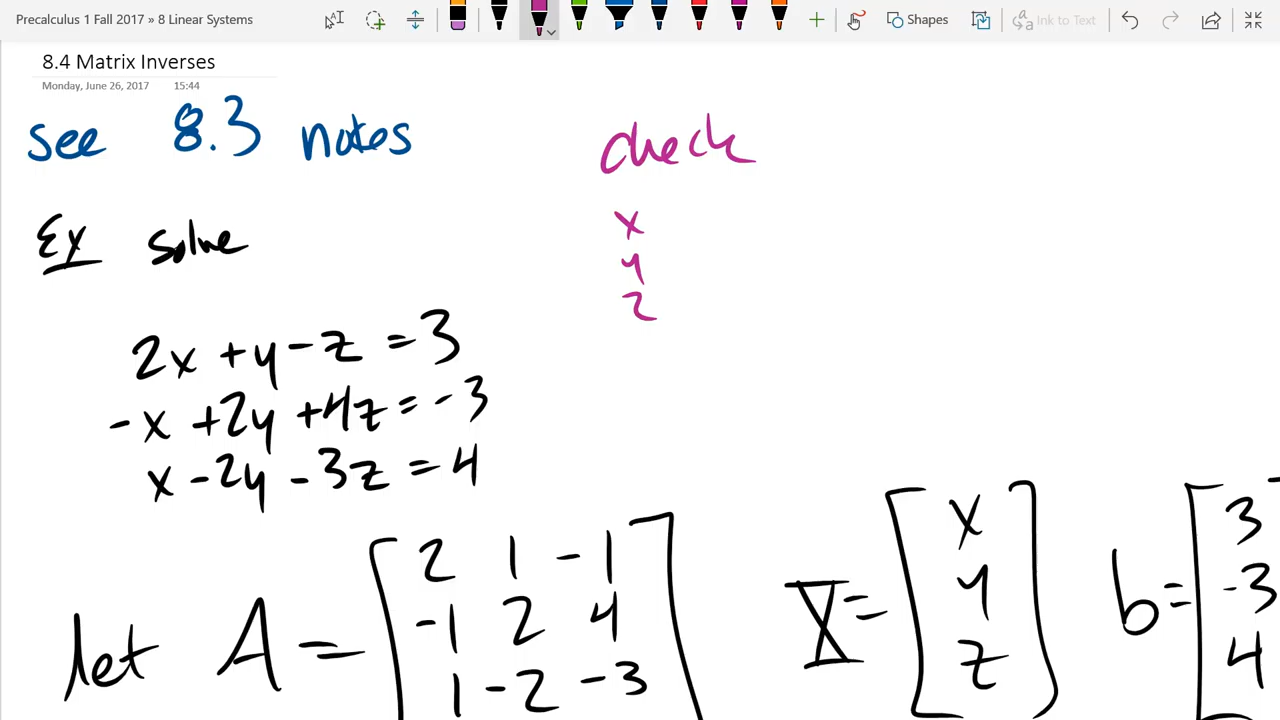 Precalculus 1 Fall 2017 » 8 Linear Systems
Shapes
Ink to Text
8.4 Matrix Inverses
Monday, June 26, 2017 15:44
see 8.3 notes
check
x
y
z
Ex solve
2x + y - z = 3
-x + 2y + 4z = -3
x - 2y - 3z = 4
let A = [2 1 -1
-1 2 4
1 -2 -3]
X = [x
y
z]
b = [3
-3
4